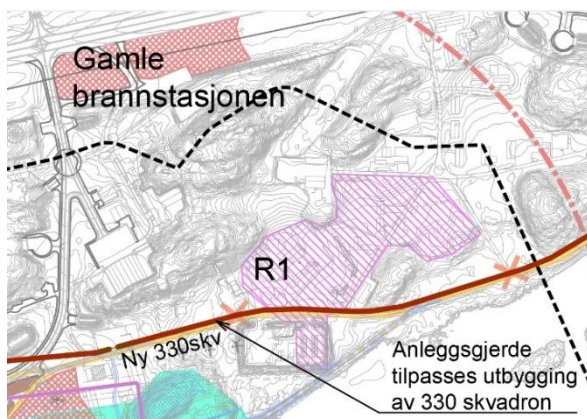 Gamle
brannstasjonen
R1
Ny 330skv
Anleggsgjerde
tilpasses utbygging
av 330 skvadron